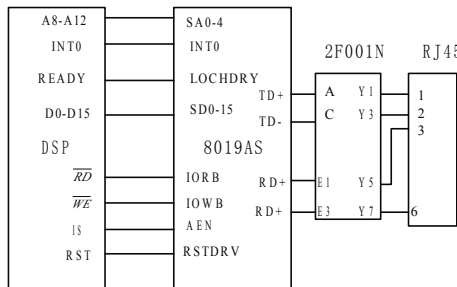 A8-A12 SA0-4
INT0 INT0
2F001N RJ45
READY LOCHDRY
TD+ A Y1 1
D0-D15 SD0-15
TD- C Y3 2
3
DSP 8019AS
RD IORB RD+ E1 Y5
WE IOWB
RD+ E3 Y7 6
IS AEN
RST RSTDRV